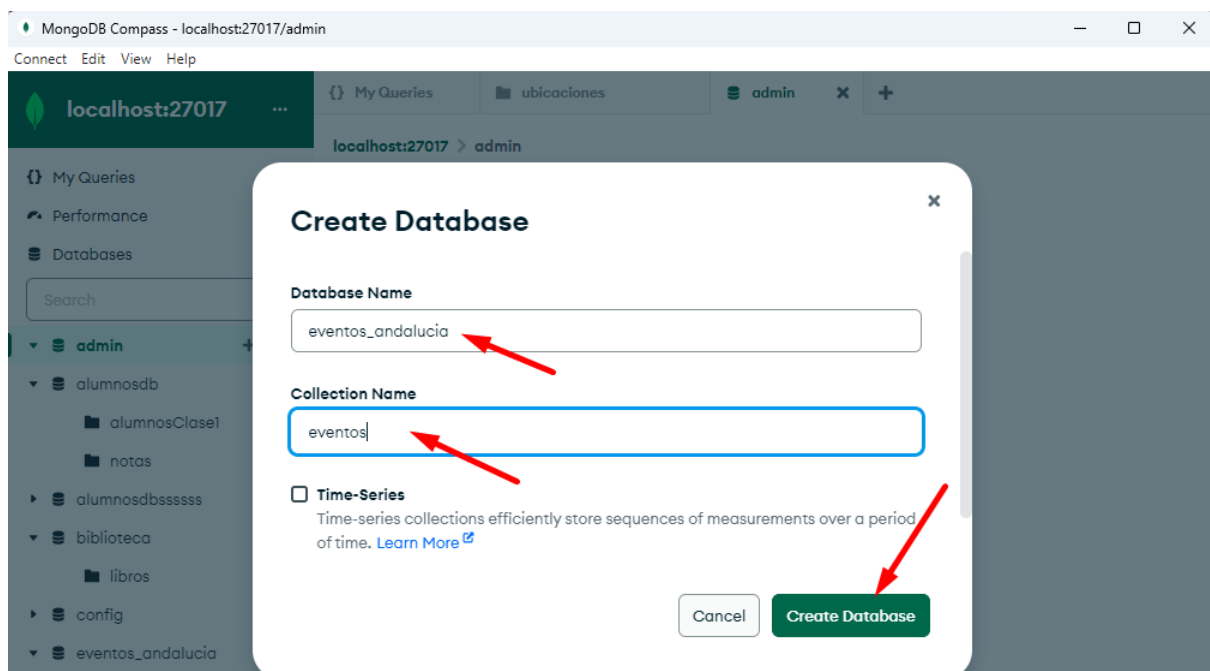 MongoDB Compass - localhost:27017/admin
Connect Edit View Help
localhost:27017 ...
{} My Queries
ubicaciones
admin
localhost:27017 > admin
{} My Queries
Performance
Databases
Search
admin
alumnosdb
alumnosClase1
notas
alumnosdbssssss
biblioteca
libros
config
eventos_andalucia
Create Database
Database Name
eventos_andalucia
Collection Name
eventos
Time-Series
Time-series collections efficiently store sequences of measurements over a period
of time. Learn More
Cancel
Create Database